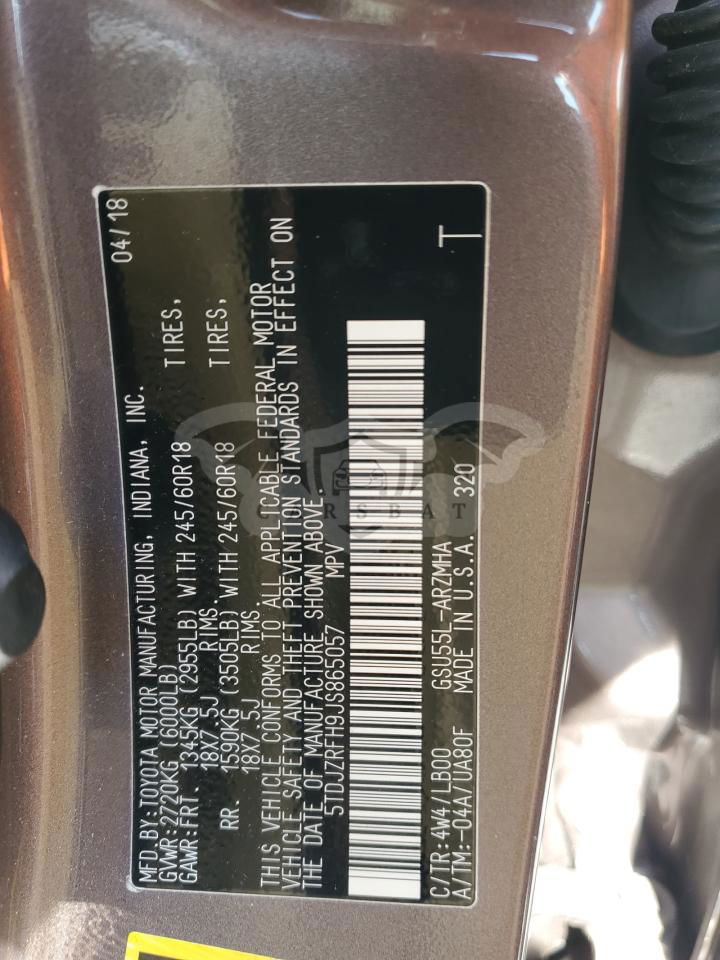 MFD.BY:TOYOTA MOTOR MANUFACTURING, INDIANA, INC. 04/18
GVWR:2720KG (6000LB)
GAWR:FRT. 1345KG (2955LB) WITH 245/60R18 TIRES,
18X7.5J RIMS.
RR. 1590KG (3505LB) WITH 245/60R18 TIRES,
18X7.5J RIMS.
THIS VEHICLE CONFORMS TO ALL APPLICABLE FEDERAL MOTOR
VEHICLE SAFETY AND THEFT PREVENTION STANDARDS IN EFFECT ON
THE DATE OF MANUFACTURE SHOWN ABOVE.
5TDJZRFH9JS865057 MPV
C/TR:4W4/LB00 GSU55L-ARZMHA 320 T
A/TM:-04A/UA80F MADE IN U.S.A.
CARSBAT